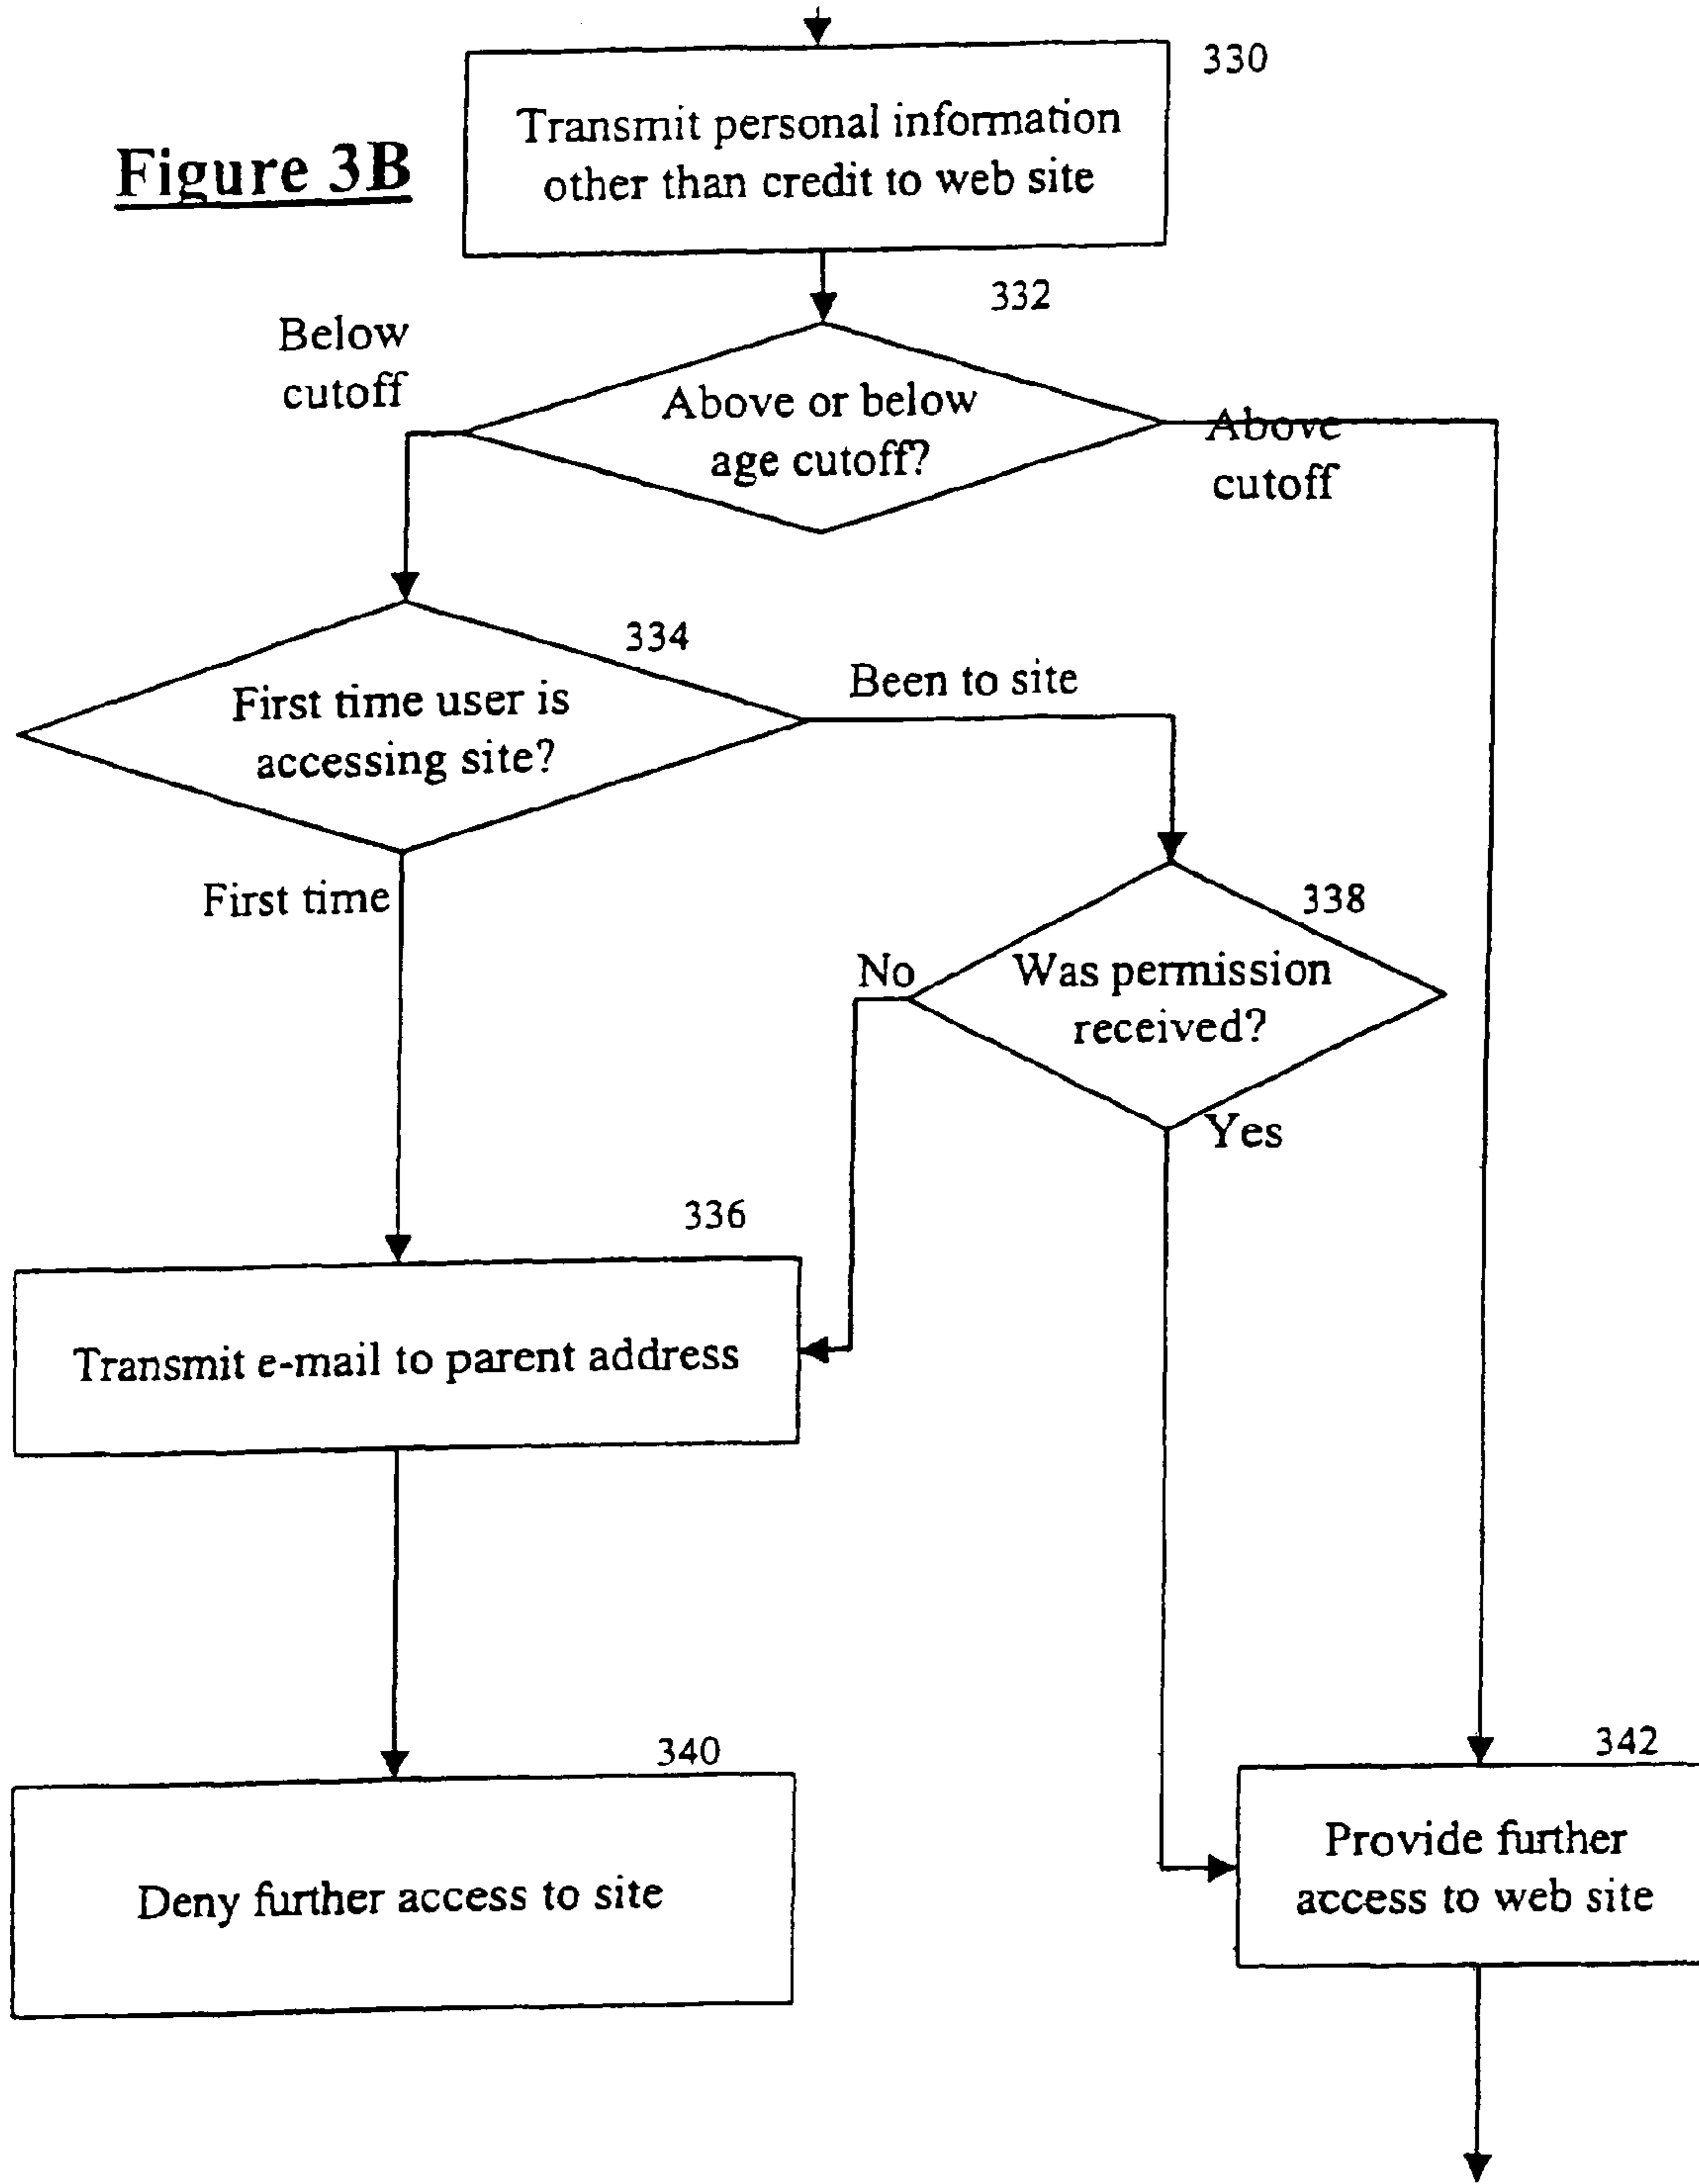 330
Transmit personal information
other than credit to web site
Figure 3B
332
Below
cutoff
Above or below
age cutoff?
Above
cutoff
334
First time user is
accessing site?
Been to site
First time
338
No
Was permission
received?
Yes
336
Transmit e-mail to parent address
340
Deny further access to site
342
Provide further
access to web site